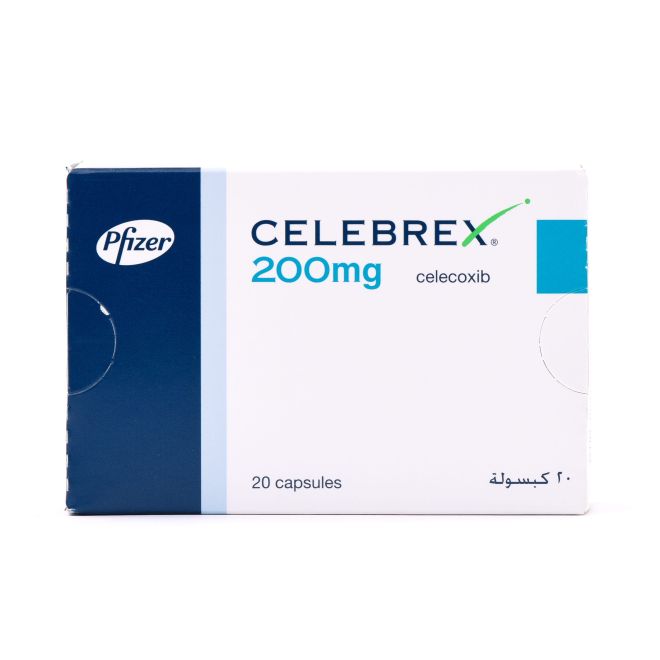 Pfizer
CELEBREX®
200mg celecoxib
20 capsules
٢٠ كبسولة